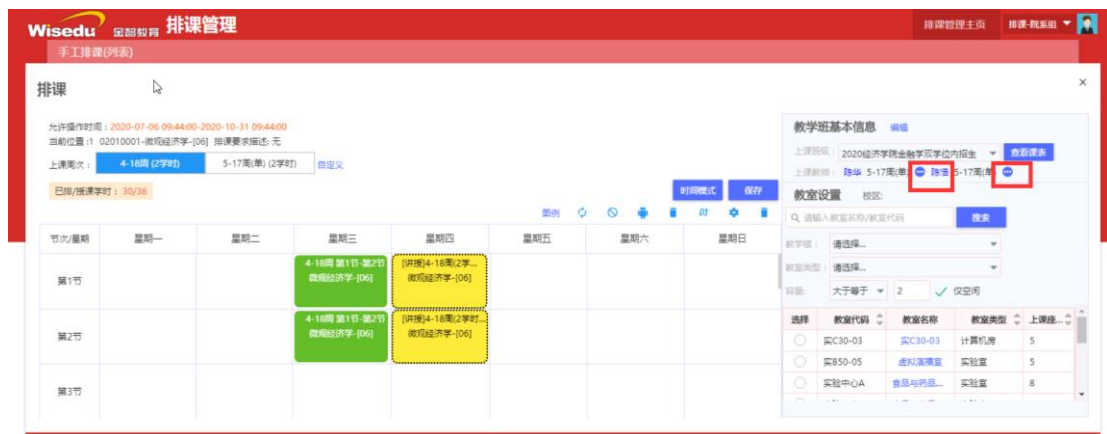 Wisedu 金智教育 排课管理 排课管理主页 排课-院系组
手工排课(列表)
排课 ×
允许操作时间：2020-07-06 09:44:00-2020-10-31 09:44:00
当前位置 :1 02010001-微观经济学-[06] 排课要求描述: 无
上课周次： 4-18周 (2学时) 5-17周(单) (2学时) 自定义
已排/授课学时： 30/36
时间模式 保存
图例
节次/星期 星期一 星期二 星期三 星期四 星期五 星期六 星期日
第1节
4-18周 第1节-第2节
微观经济学-[06]
[讲授]4-18周(2学...
微观经济学-[06]
第2节
4-18周 第1节-第2节
微观经济学-[06]
[讲授]4-18周(2学时...
微观经济学-[06]
第3节
教学班基本信息 编辑
上课班级： 2020经济学院金融学双学位内招生 查看课表
上课教师： 陈华 5-17周(单) 陈浩 5-17周(单)
教室设置 校区:
请输入教室名称/教室代码 搜索
教学楼： 请选择...
教室类型： 请选择...
容量: 大于等于 2 仅空闲
选择 教室代码 教室名称 教室类型 上课座...
实C30-03 实C30-03 计算机房 5
实B50-05 虚拟演播室 实验室 5
实验中心A 食品与药品... 实验室 8